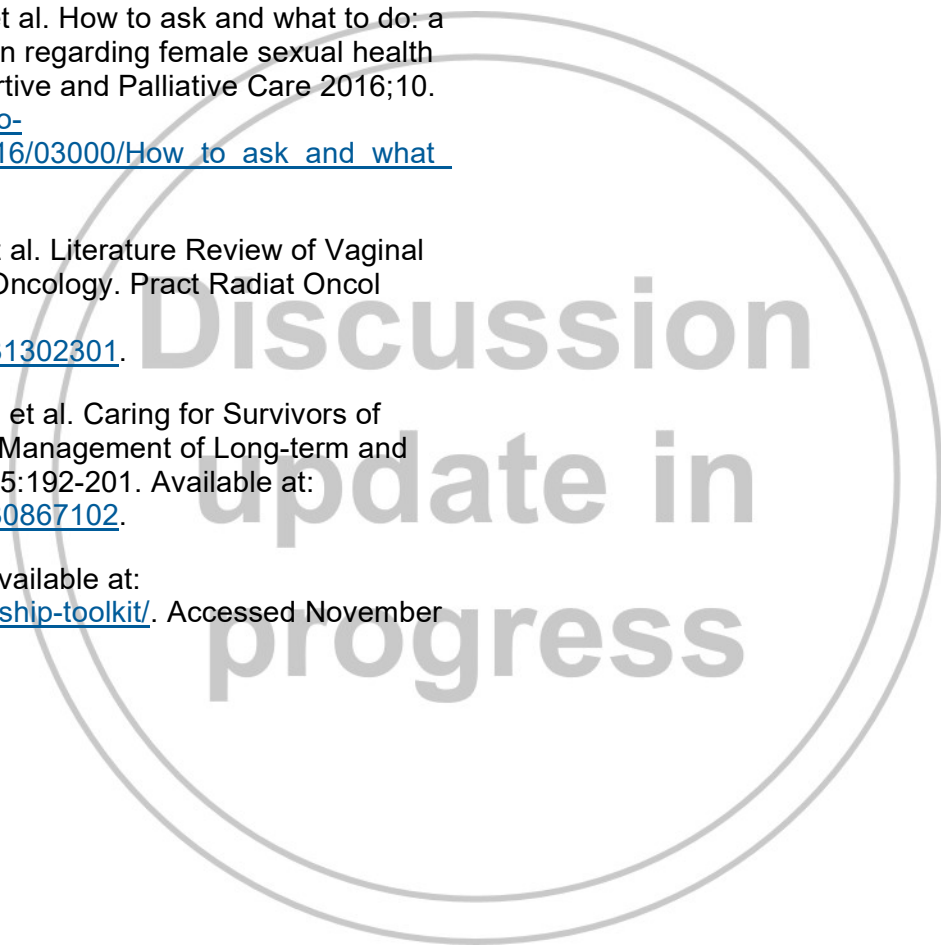 et al. How to ask and what to do: a
n regarding female sexual health
rtive and Palliative Care 2016;10.
o-
16/03000/How_to_ask_and_what_
t al. Literature Review of Vaginal
Oncology. Pract Radiat Oncol
31302301.
et al. Caring for Survivors of
Management of Long-term and
5:192-201. Available at:
30867102.
vailable at:
ship-toolkit/. Accessed November
Discussion
update in
progress